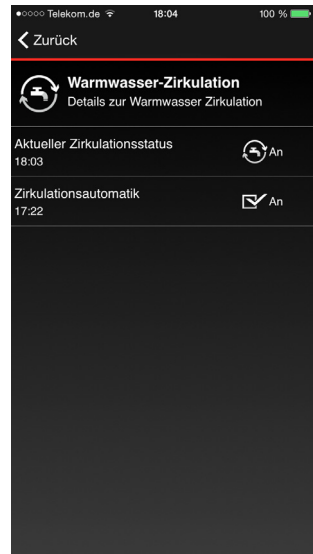 ●○○○○ Telekom.de 18:04 100 %
Zurück
Warmwasser-Zirkulation
Details zur Warmwasser Zirkulation
Aktueller Zirkulationsstatus
18:03
An
Zirkulationsautomatik
17:22
An